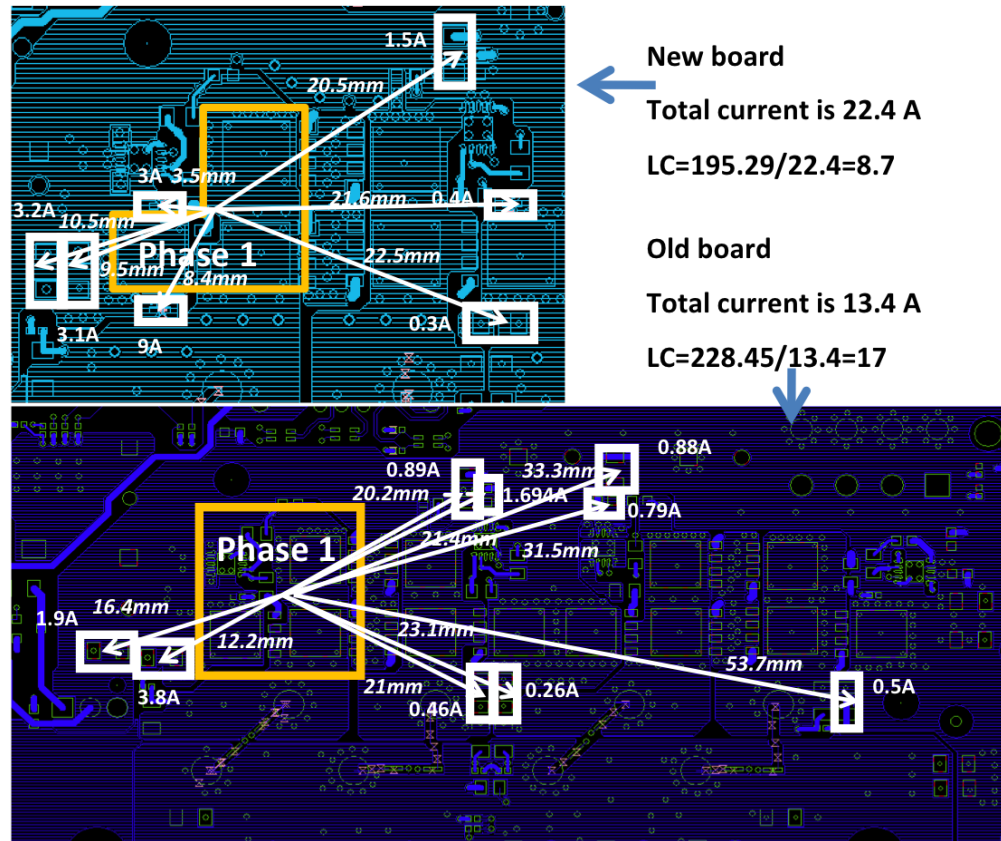 1.5A
20.5mm
3A 3.5mm
21.6mm 0.4A
3.2A
10.5mm
Phase 1
22.5mm
9.5mm
8.4mm
0.3A
3.1A
9A
New board
Total current is 22.4 A
LC=195.29/22.4=8.7
Old board
Total current is 13.4 A
LC=228.45/13.4=17
0.88A
0.89A
33.3mm
20.2mm
1.694A
0.79A
Phase 1
21.4mm
31.5mm
1.9A
16.4mm
23.1mm
12.2mm
53.7mm
3.8A
21mm
0.26A
0.5A
0.46A